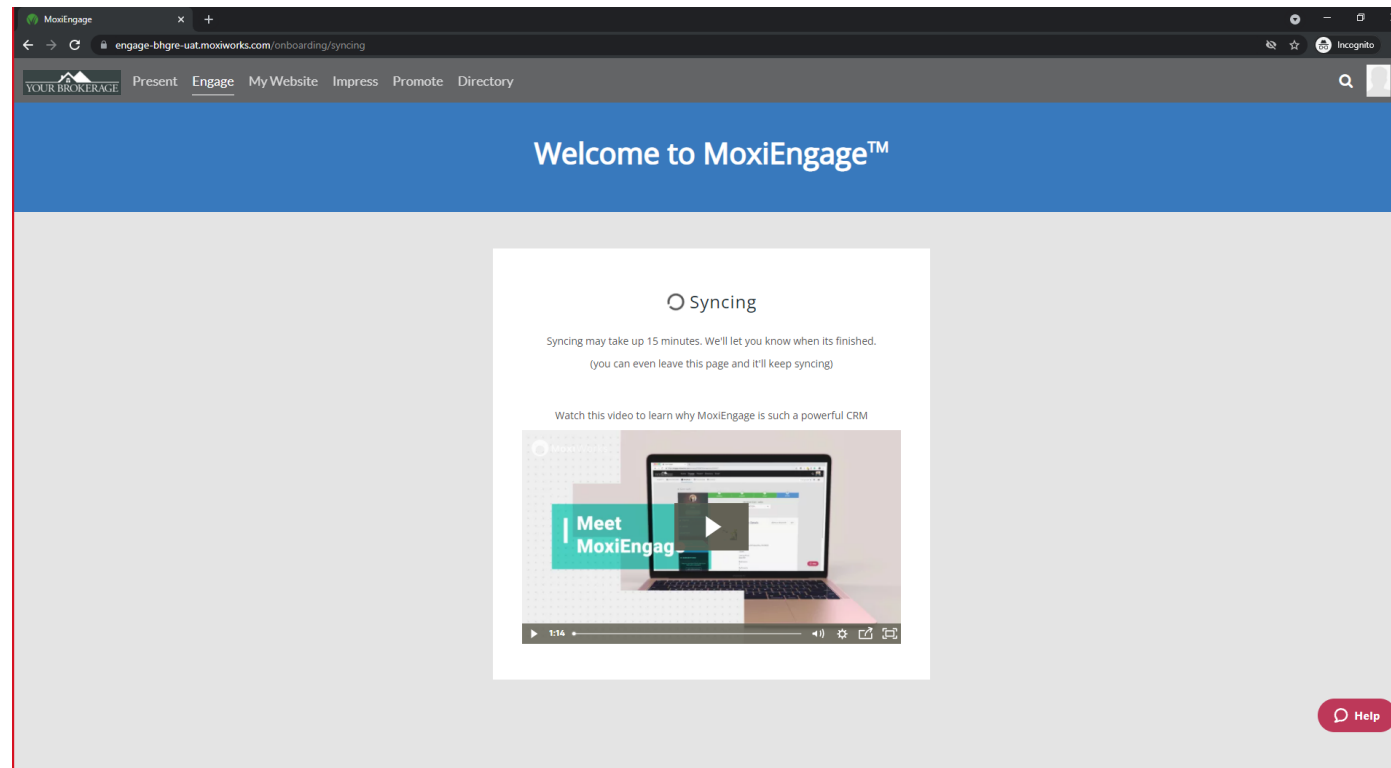 MoxiEngage
engage-bhgre-uat.moxiworks.com/onboarding/syncing
Incognito
YOUR BROKERAGE
Present Engage My Website Impress Promote Directory
Welcome to MoxiEngage™
Syncing
Syncing may take up 15 minutes. We'll let you know when its finished.
(you can even leave this page and it'll keep syncing)
Watch this video to learn why MoxiEngage is such a powerful CRM
Meet
MoxiEngage
1:14
Help